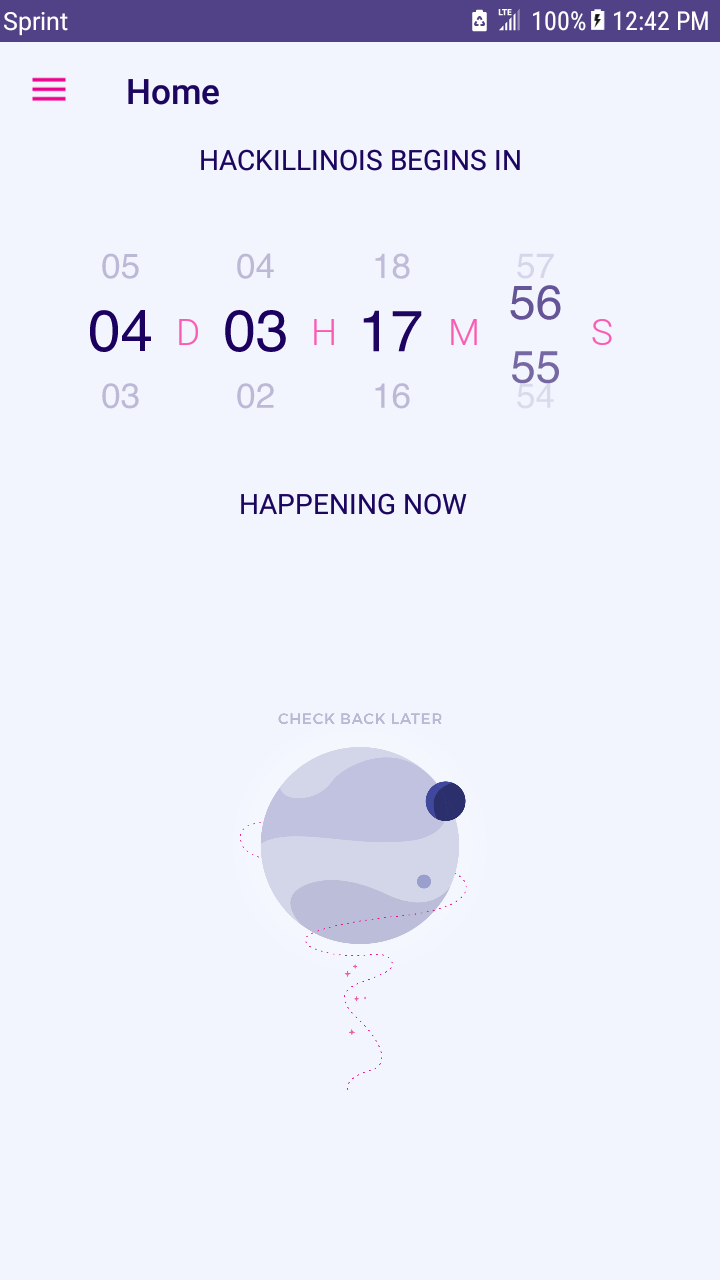 Sprint LTE 100% 12:42 PM
Home
HACKILLINOIS BEGINS IN
05 04 18 57
56
04 D 03 H 17 M S
55
03 02 16 54
HAPPENING NOW
CHECK BACK LATER